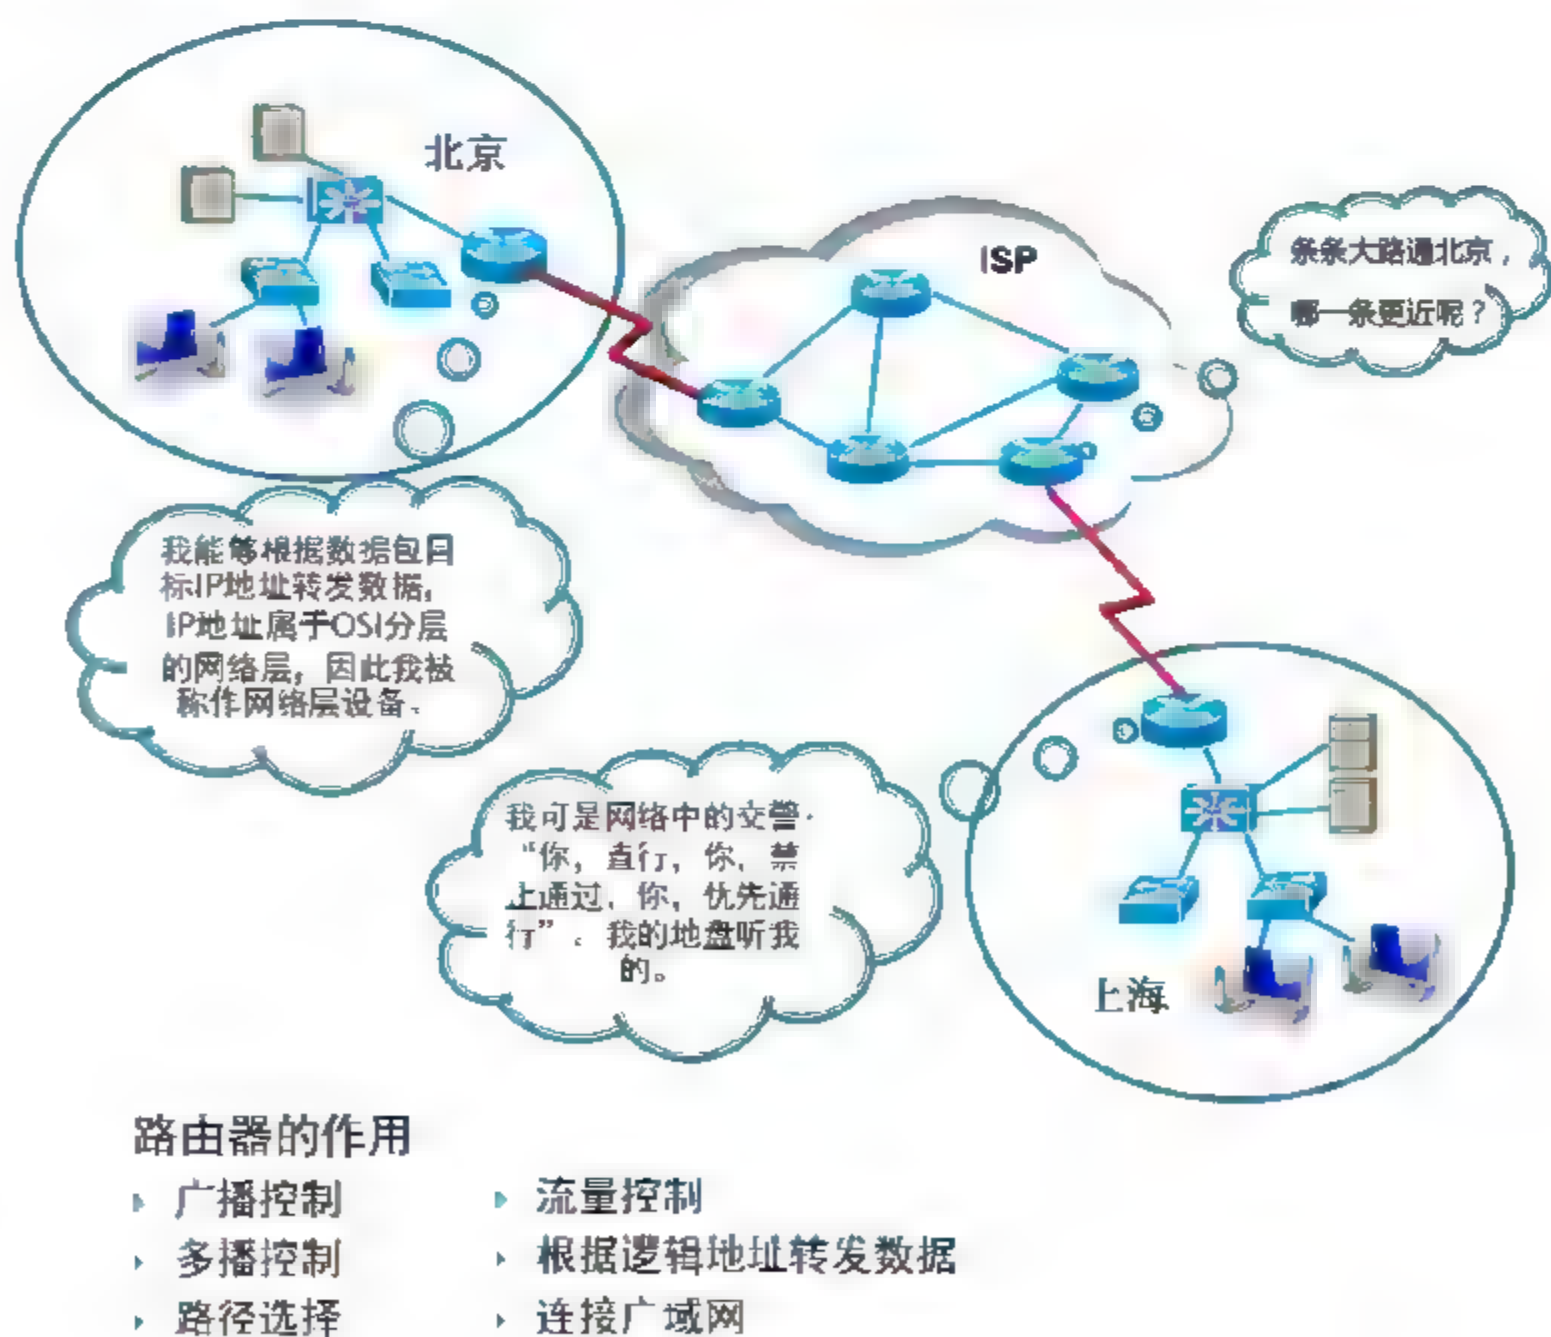 北京
ISP
条条大路通北京，
哪一条更近呢？
我能够根据数据包目
标IP地址转发数据，
IP地址属于OSI分层
的网络层，因此我被
称作网络层设备。
我可是网络中的交警.
“你，直行，你，禁
止通过，你，优先通
行”。我的地盘听我
的。
上海
路由器的作用
广播控制
流量控制
多播控制
根据逻辑地址转发数据
路径选择
连接广域网